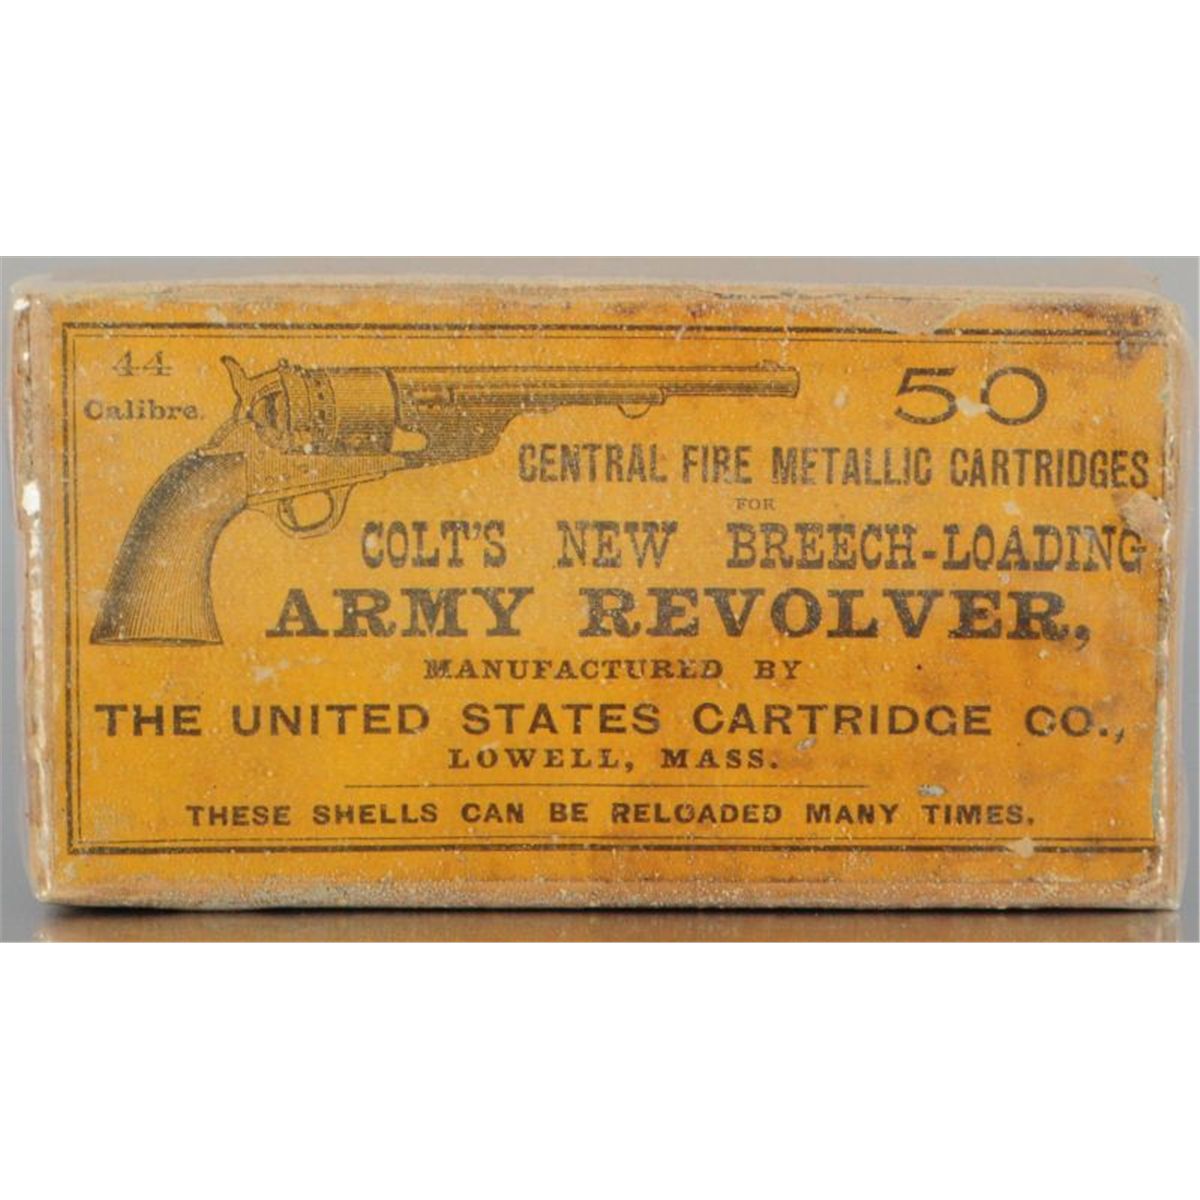 44
Calibre.
50
CENTRAL FIRE METALLIC CARTRIDGES
FOR
COLT'S NEW BREECH-LOADING
ARMY REVOLVER,
MANUFACTURED BY
THE UNITED STATES CARTRIDGE CO.,
LOWELL, MASS.
THESE SHELLS CAN BE RELOADED MANY TIMES.